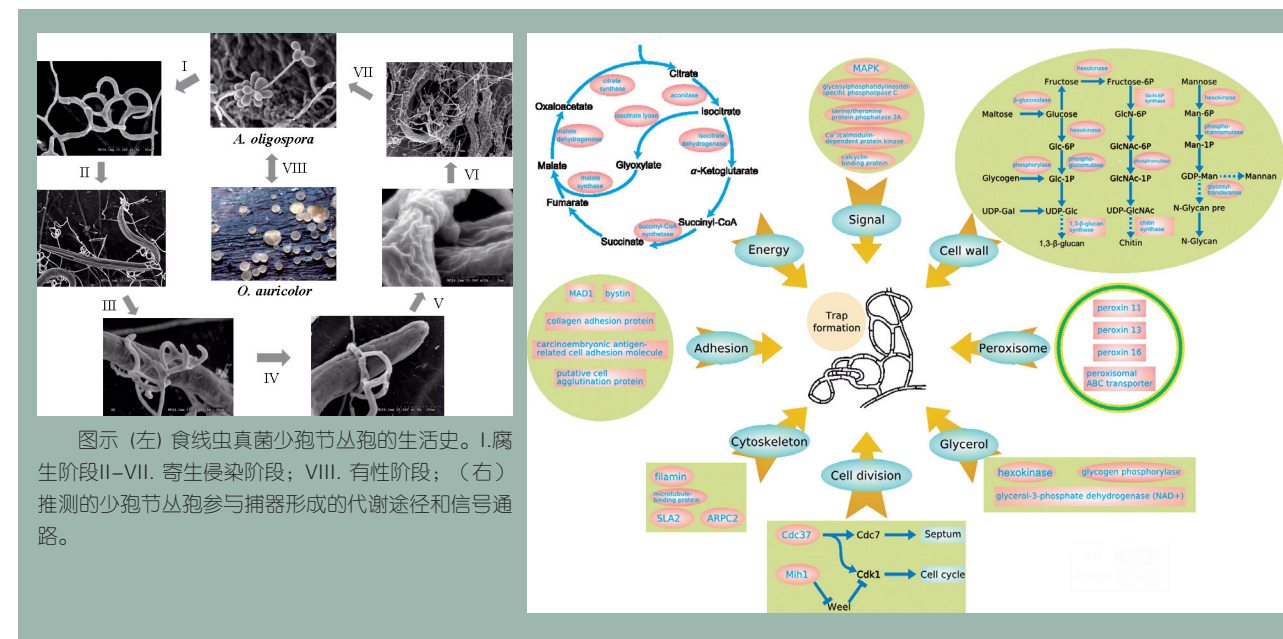 I
VII
A. oligospora
II
VIII
VI
O. auricolor
III
V
IV
图示 (左) 食线虫真菌少孢节丛孢的生活史。I.腐
生阶段II–VII. 寄生侵染阶段；VIII. 有性阶段；（右）
推测的少孢节丛孢参与捕器形成的代谢途径和信号通
路。
Citrate
citrate
synthase
aconitase
Oxaloacetate
Isocitrate
isocitrate lyase
malate
dehydrogenase
isocitrate
dehydrogenase
Malate
Glyoxylate
α-Ketoglutarate
malate
synthase
Fumarate
Succinyl-CoA
succinyl-CoA
synthetase
Succinate
Energy
MAPK
glycosylphosphatidylinositol-
specific phospholipase C
serine/theronine
protein phophatase 2A
Ca²⁺/calmodulin-
dependent protein kinase
calcyclin
binding protein
Signal
hexokinase
Fructose
Fructose-6P
Mannose
β-glucosidase
GlcN-6P
synthase
hexokinase
Maltose
Glucose
GlcN-6P
Man-6P
hexokinase
phospho-
mannomutase
Glc-6P
GlcNAc-6P
Man-1P
phosphorylase
phospho-
glucomutase
phosphomutase
Glycogen
Glc-1P
GlcNAc-1P
GDP-Man
Mannan
glycosyl-
transferanse
UDP-Gal
UDP-Glc
UDP-GlcNAc
N-Glycan pre
1,3-β-glucan
synthase
chitin
synthase
1,3-β-glucan
Chitin
N-Glycan
Cell wall
MAD1
bystin
collagen adhesion protein
carcinoembryonic antigen-
related cell adhesion molecule
putative cell
agglutination protein
Adhesion
Trap
formation
Peroxisome
peroxin 11
peroxin 13
peroxin 16
peroxisomal
ABC transporter
Cytoskeleton
filamin
microtubule-
binding protein
SLA2
ARPC2
Cell division
Cdc37
Cdc7
Septum
Mih1
Cdk1
Cell cycle
Weel
Glycerol
hexokinase
glycogen phosphorylase
glycerol-3-phosphate dehydrogenase (NAD+)